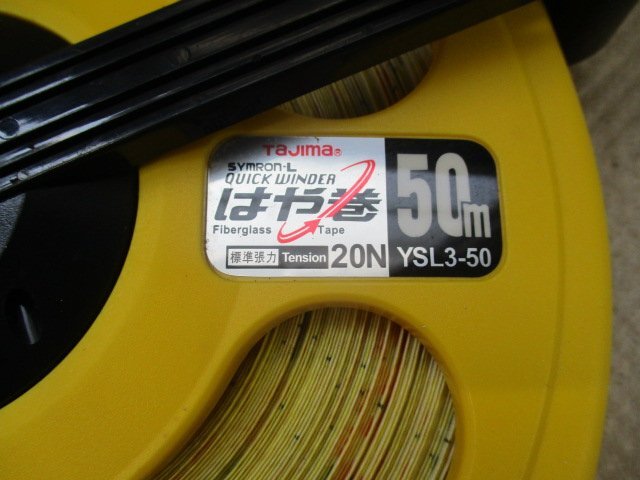 TaJima®
SYMRON-L
QUICK WINDER
はや巻
Fiberglass Tape
50m
標準張力 Tension 20N
YSL3-50